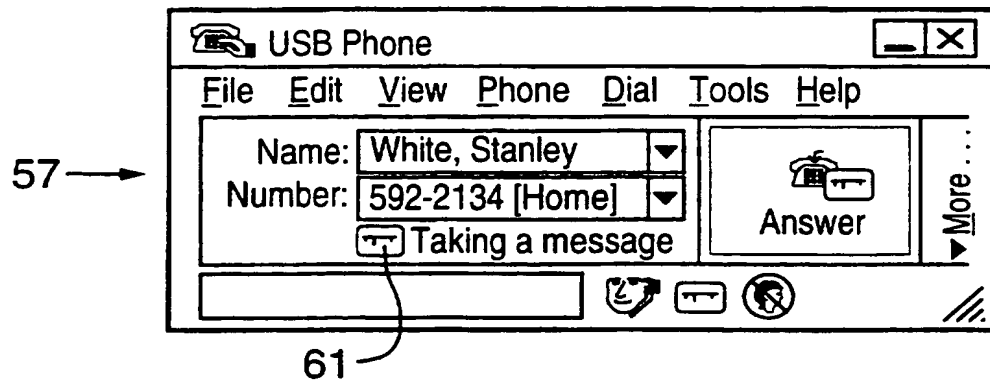 USB Phone
File Edit View Phone Dial Tools Help
Name: White, Stanley
Number: 592-2134 [Home]
Taking a message
Answer
More...
57
61